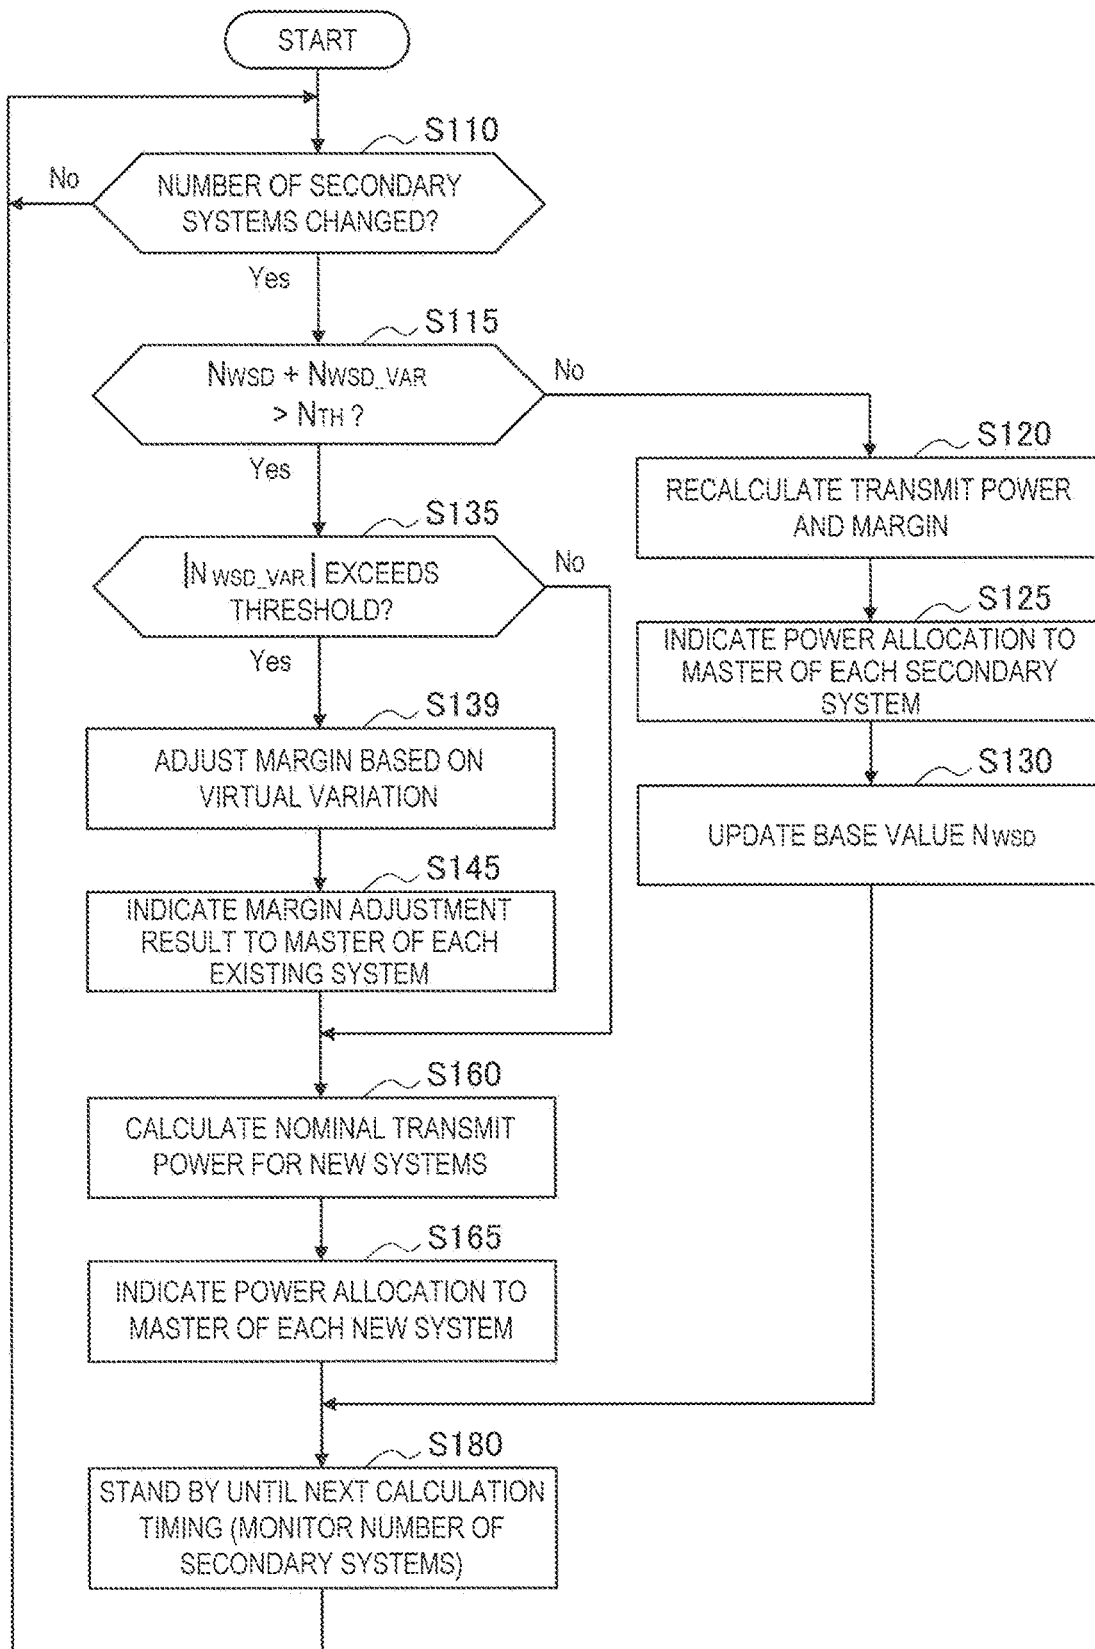 START
S110
No
NUMBER OF SECONDARY
SYSTEMS CHANGED?
Yes
S115
NWSD + NWSD_VAR
> NTH ?
No
Yes
S120
RECALCULATE TRANSMIT POWER
AND MARGIN
S135
|NWSD_VAR| EXCEEDS
THRESHOLD?
No
Yes
S125
INDICATE POWER ALLOCATION TO
MASTER OF EACH SECONDARY
SYSTEM
S139
ADJUST MARGIN BASED ON
VIRTUAL VARIATION
S130
UPDATE BASE VALUE NWSD
S145
INDICATE MARGIN ADJUSTMENT
RESULT TO MASTER OF EACH
EXISTING SYSTEM
S160
CALCULATE NOMINAL TRANSMIT
POWER FOR NEW SYSTEMS
S165
INDICATE POWER ALLOCATION TO
MASTER OF EACH NEW SYSTEM
S180
STAND BY UNTIL NEXT CALCULATION
TIMING (MONITOR NUMBER OF
SECONDARY SYSTEMS)